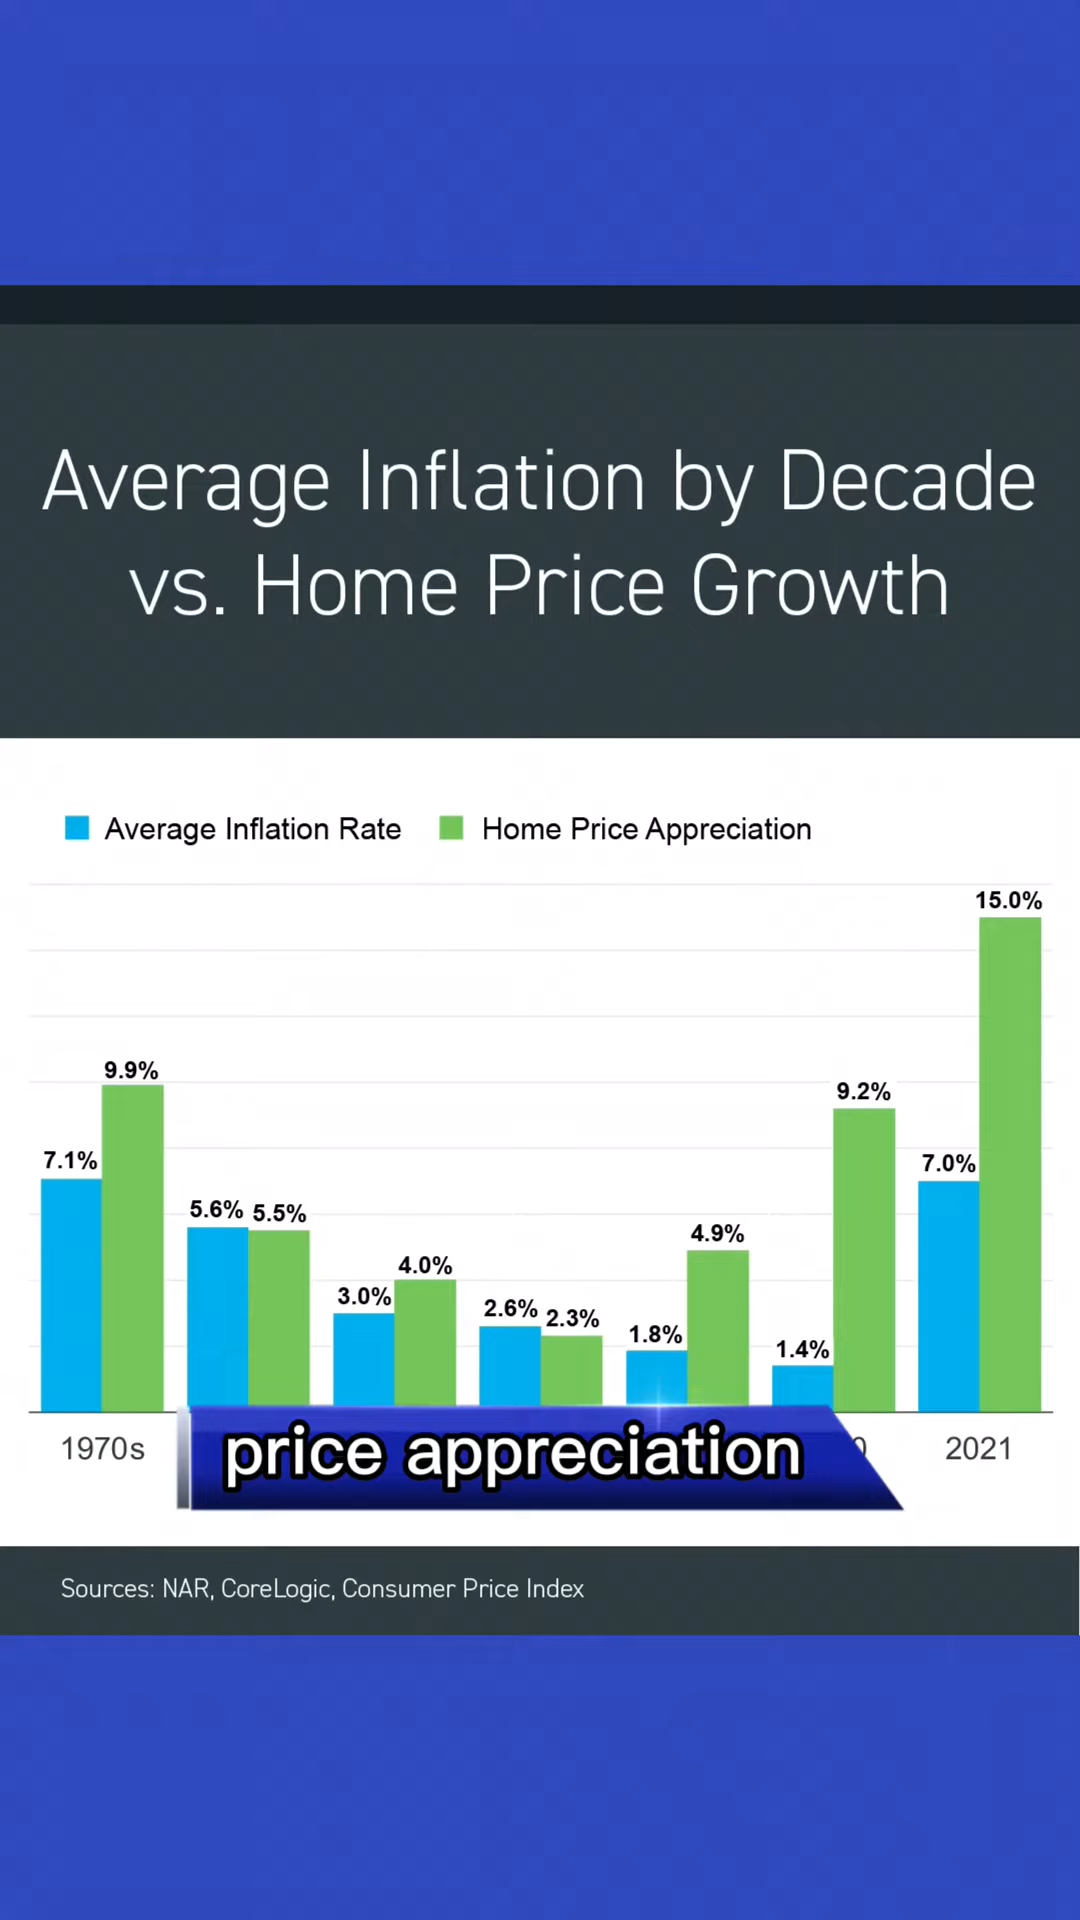 Average Inflation by Decade
vs. Home Price Growth
Average Inflation Rate Home Price Appreciation
15.0%
9.9%
9.2%
7.1%
7.0%
5.6% 5.5%
4.9%
4.0%
3.0%
2.6% 2.3%
1.8%
1.4%
1970s
2021
price appreciation
Sources: NAR, CoreLogic, Consumer Price Index